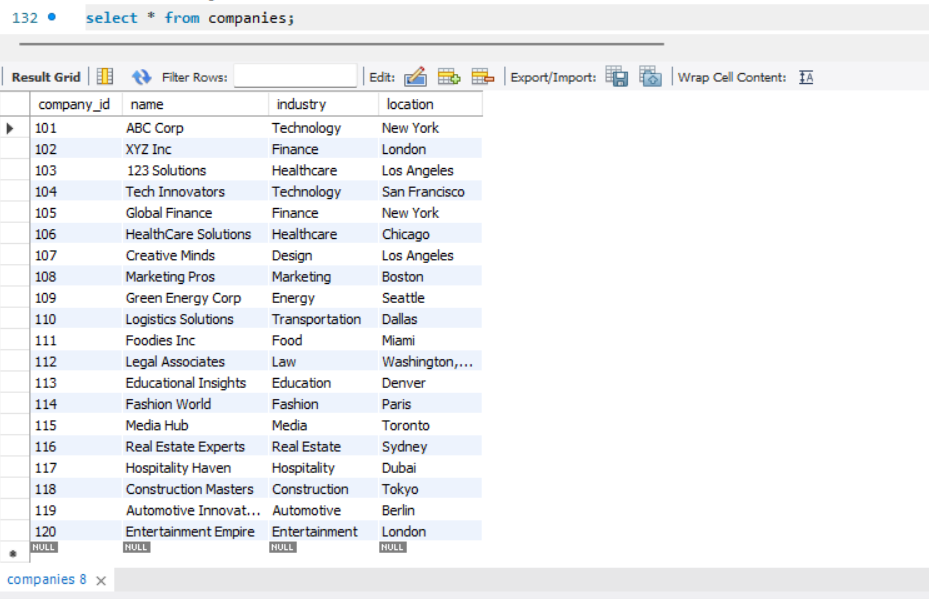 132 select * from companies;
Result Grid Filter Rows: Edit: Export/Import: Wrap Cell Content:
company_id name industry location
101 ABC Corp Technology New York
102 XYZ Inc Finance London
103 123 Solutions Healthcare Los Angeles
104 Tech Innovators Technology San Francisco
105 Global Finance Finance New York
106 HealthCare Solutions Healthcare Chicago
107 Creative Minds Design Los Angeles
108 Marketing Pros Marketing Boston
109 Green Energy Corp Energy Seattle
110 Logistics Solutions Transportation Dallas
111 Foodies Inc Food Miami
112 Legal Associates Law Washington,...
113 Educational Insights Education Denver
114 Fashion World Fashion Paris
115 Media Hub Media Toronto
116 Real Estate Experts Real Estate Sydney
117 Hospitality Haven Hospitality Dubai
118 Construction Masters Construction Tokyo
119 Automotive Innovat... Automotive Berlin
120 Entertainment Empire Entertainment London
NULL NULL NULL NULL
companies 8